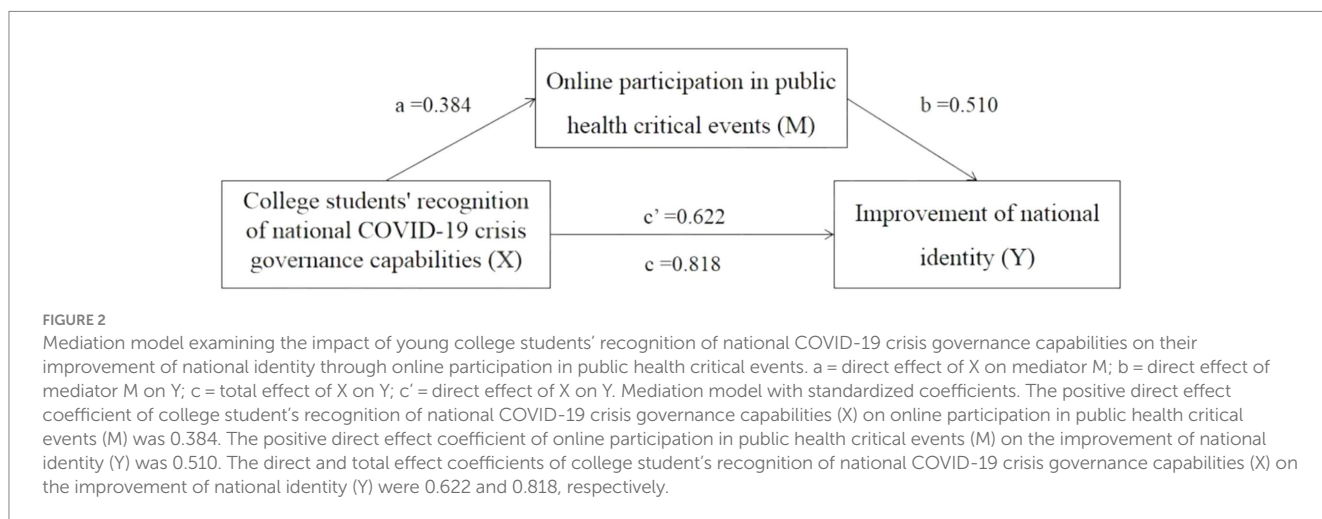 Online participation in public
health critical events (M)
a =0.384
b =0.510
College students' recognition
of national COVID-19 crisis
governance capabilities (X)
c’ =0.622
c =0.818
Improvement of national
identity (Y)
FIGURE 2
Mediation model examining the impact of young college students’ recognition of national COVID-19 crisis governance capabilities on their
improvement of national identity through online participation in public health critical events. a = direct effect of X on mediator M; b = direct effect of
mediator M on Y; c = total effect of X on Y; c’ = direct effect of X on Y. Mediation model with standardized coefficients. The positive direct effect
coefficient of college student’s recognition of national COVID-19 crisis governance capabilities (X) on online participation in public health critical
events (M) was 0.384. The positive direct effect coefficient of online participation in public health critical events (M) on the improvement of national
identity (Y) was 0.510. The direct and total effect coefficients of college student’s recognition of national COVID-19 crisis governance capabilities (X) on
the improvement of national identity (Y) were 0.622 and 0.818, respectively.